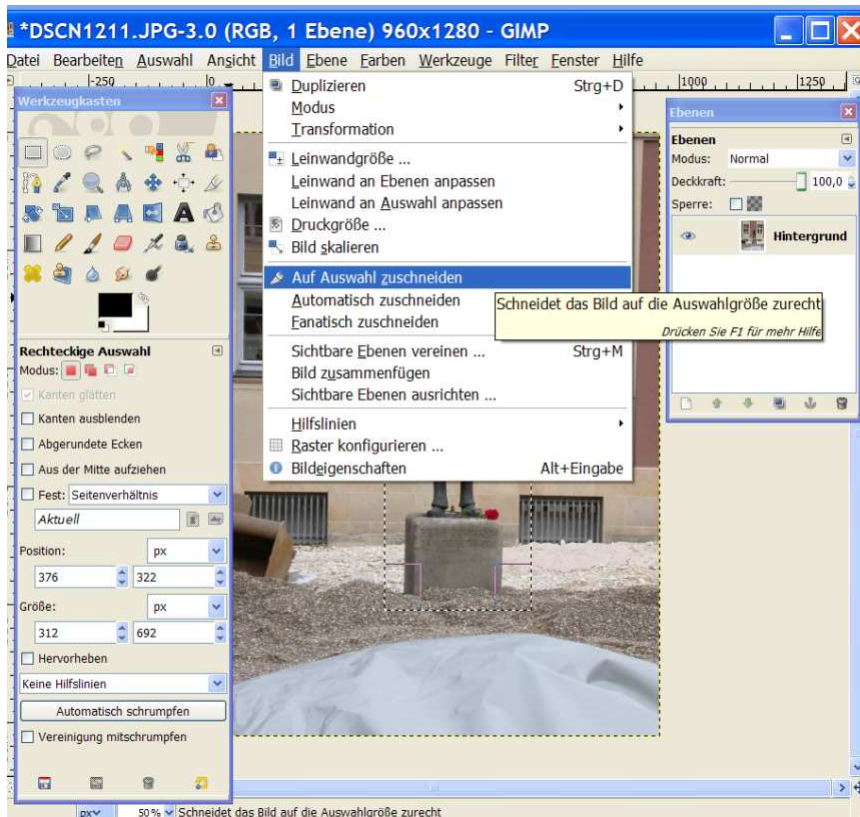 *DSCN1211.JPG-3.0 (RGB, 1 Ebene) 960x1280 - GIMP
Datei Bearbeiten Auswahl Ansicht Bild Ebene Farben Werkzeuge Filter Fenster Hilfe
-250 0 1000 1250
Werkzeugkasten
Rechteckige Auswahl
Modus:
Kanten glätten
Kanten ausblenden
Abgerundete Ecken
Aus der Mitte aufziehen
Fest: Seitenverhältnis
Aktuell
Position: px
376 322
Größe: px
312 692
Hervorheben
Keine Hilfslinien
Automatisch schrumpfen
Vereinigung mitschrumpfen
Duplizieren Strg+D
Modus
Transformation
Leinwandgröße ...
Leinwand an Ebenen anpassen
Leinwand an Auswahl anpassen
Druckgröße ...
Bild skalieren
Auf Auswahl zuschneiden
Automatisch zuschneiden
Fanatisch zuschneiden
Sichtbare Ebenen vereinen ... Strg+M
Bild zusammenfügen
Sichtbare Ebenen ausrichten ...
Hilfslinien
Raster konfigurieren ...
Bildeigenschaften Alt+Eingabe
Schneidet das Bild auf die Auswahlgröße zurecht
Drücken Sie F1 für mehr Hilfe
Ebenen
Ebenen
Modus: Normal
Deckkraft: 100,0
Sperre:
Hintergrund
px 50% Schneidet das Bild auf die Auswahlgröße zurecht